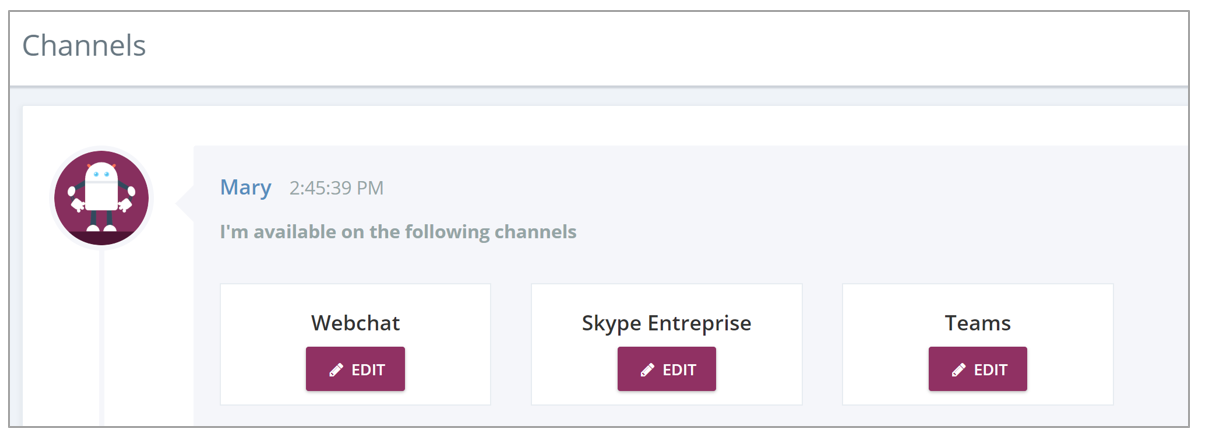 Channels
Mary 2:45:39 PM
I'm available on the following channels
Webchat Skype Entreprise Teams
EDIT EDIT EDIT